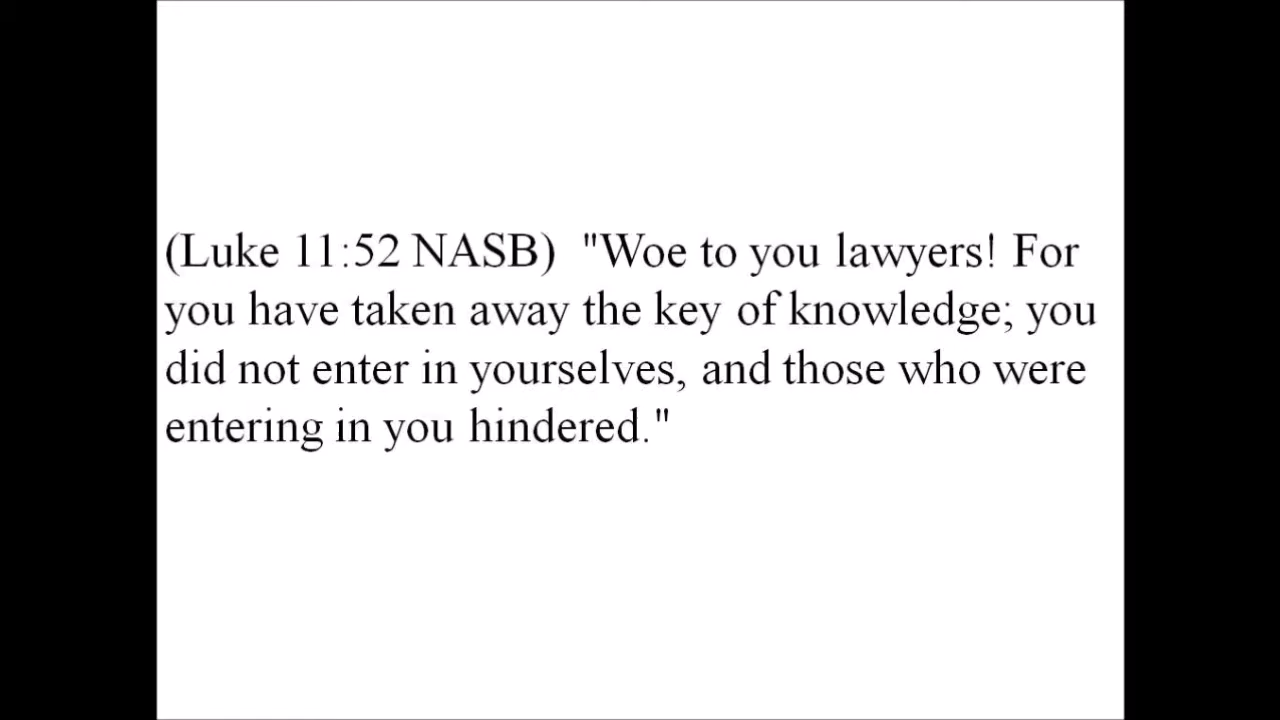 (Luke 11:52 NASB)  "Woe to you lawyers! For
you have taken away the key of knowledge; you
did not enter in yourselves, and those who were
entering in you hindered."